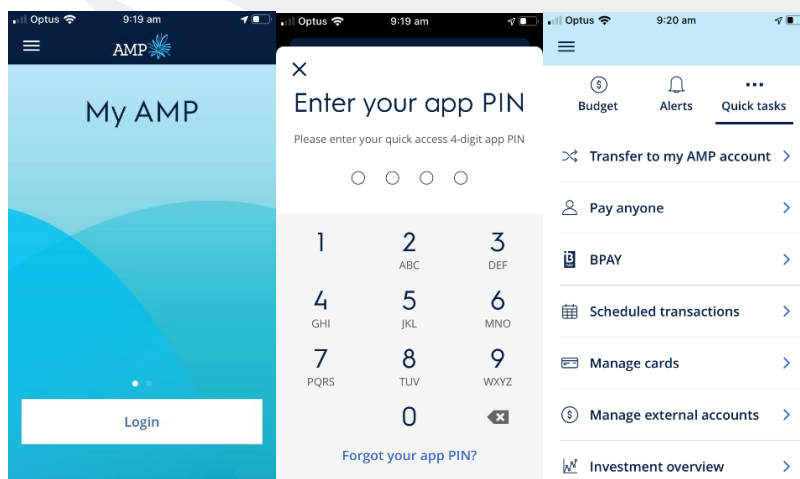 Optus 9:19 am
AMP
My AMP
Login
Optus 9:19 am
Enter your app PIN
Please enter your quick access 4-digit app PIN
1 2 3
ABC DEF
4 5 6
GHI JKL MNO
7 8 9
PQRS TUV WXYZ
0
Forgot your app PIN?
Optus 9:20 am
Budget Alerts Quick tasks
Transfer to my AMP account
Pay anyone
BPAY
Scheduled transactions
Manage cards
Manage external accounts
Investment overview